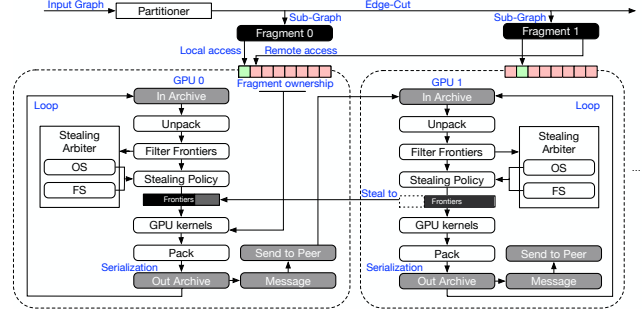 Input Graph
Partitioner
Edge-Cut
Sub-Graph
Sub-Graph
Fragment 0
Fragment 1
Local access
Remote access
GPU 0
Fragment ownership
GPU 1
In Archive
In Archive
Loop
Loop
Unpack
Unpack
Stealing
Arbiter
Filter Frontiers
Filter Frontiers
Stealing
Arbiter
OS
OS
FS
Stealing Policy
Stealing Policy
FS
Frontiers
Steal to
Frontiers
GPU kernels
GPU kernels
Pack
Send to Peer
Pack
Send to Peer
Serialization
Serialization
Out Archive
Message
Out Archive
Message
...